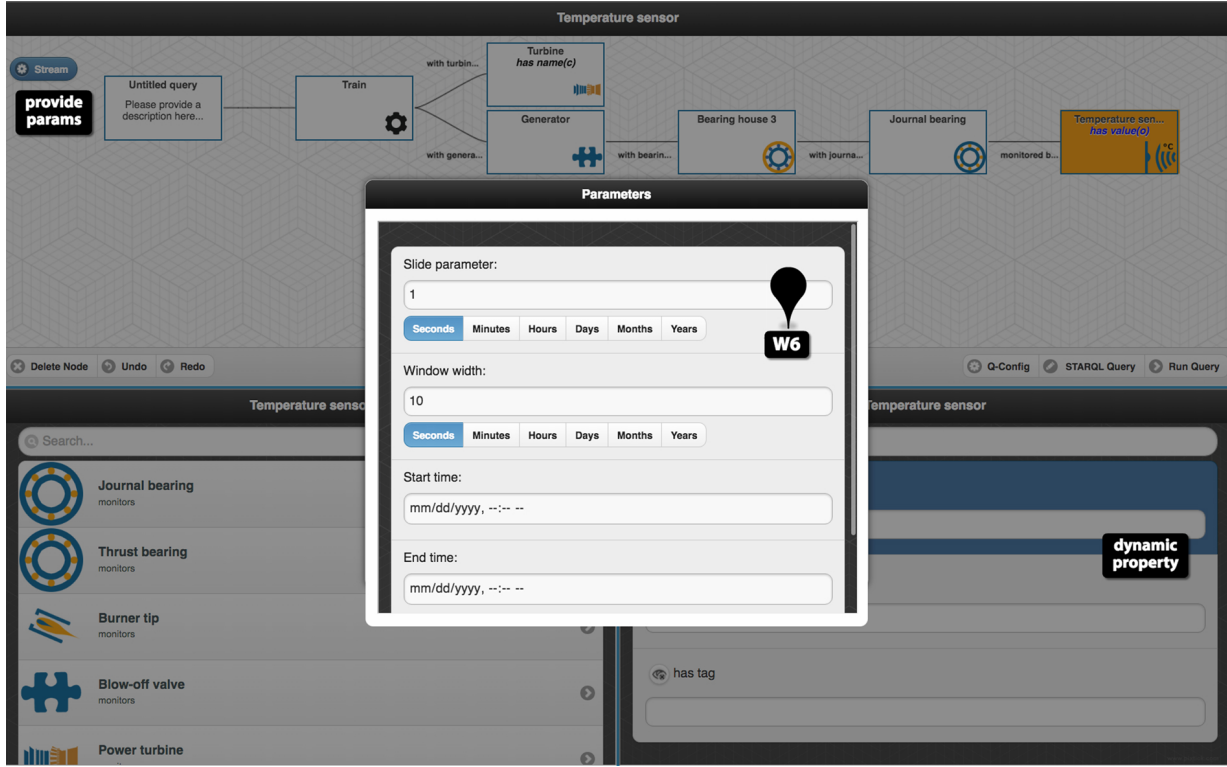 Temperature sensor
Stream
provide
params
Untitled query
Please provide a
description here...
Train
with turbin...
Turbine
has name(c)
with genera...
Generator
with bearin...
Bearing house 3
with journa...
Journal bearing
monitored b...
Temperature sen...
has value(o)
°C
Parameters
Slide parameter:
1
Seconds Minutes Hours Days Months Years
W6
Window width:
10
Seconds Minutes Hours Days Months Years
Start time:
mm/dd/yyyy, --:-- --
End time:
mm/dd/yyyy, --:-- --
Delete Node Undo Redo
Q-Config STARQL Query Run Query
Temperature senso
Temperature sensor
Search...
Journal bearing
monitors
Thrust bearing
monitors
Burner tip
monitors
Blow-off valve
monitors
Power turbine
dynamic
property
has tag